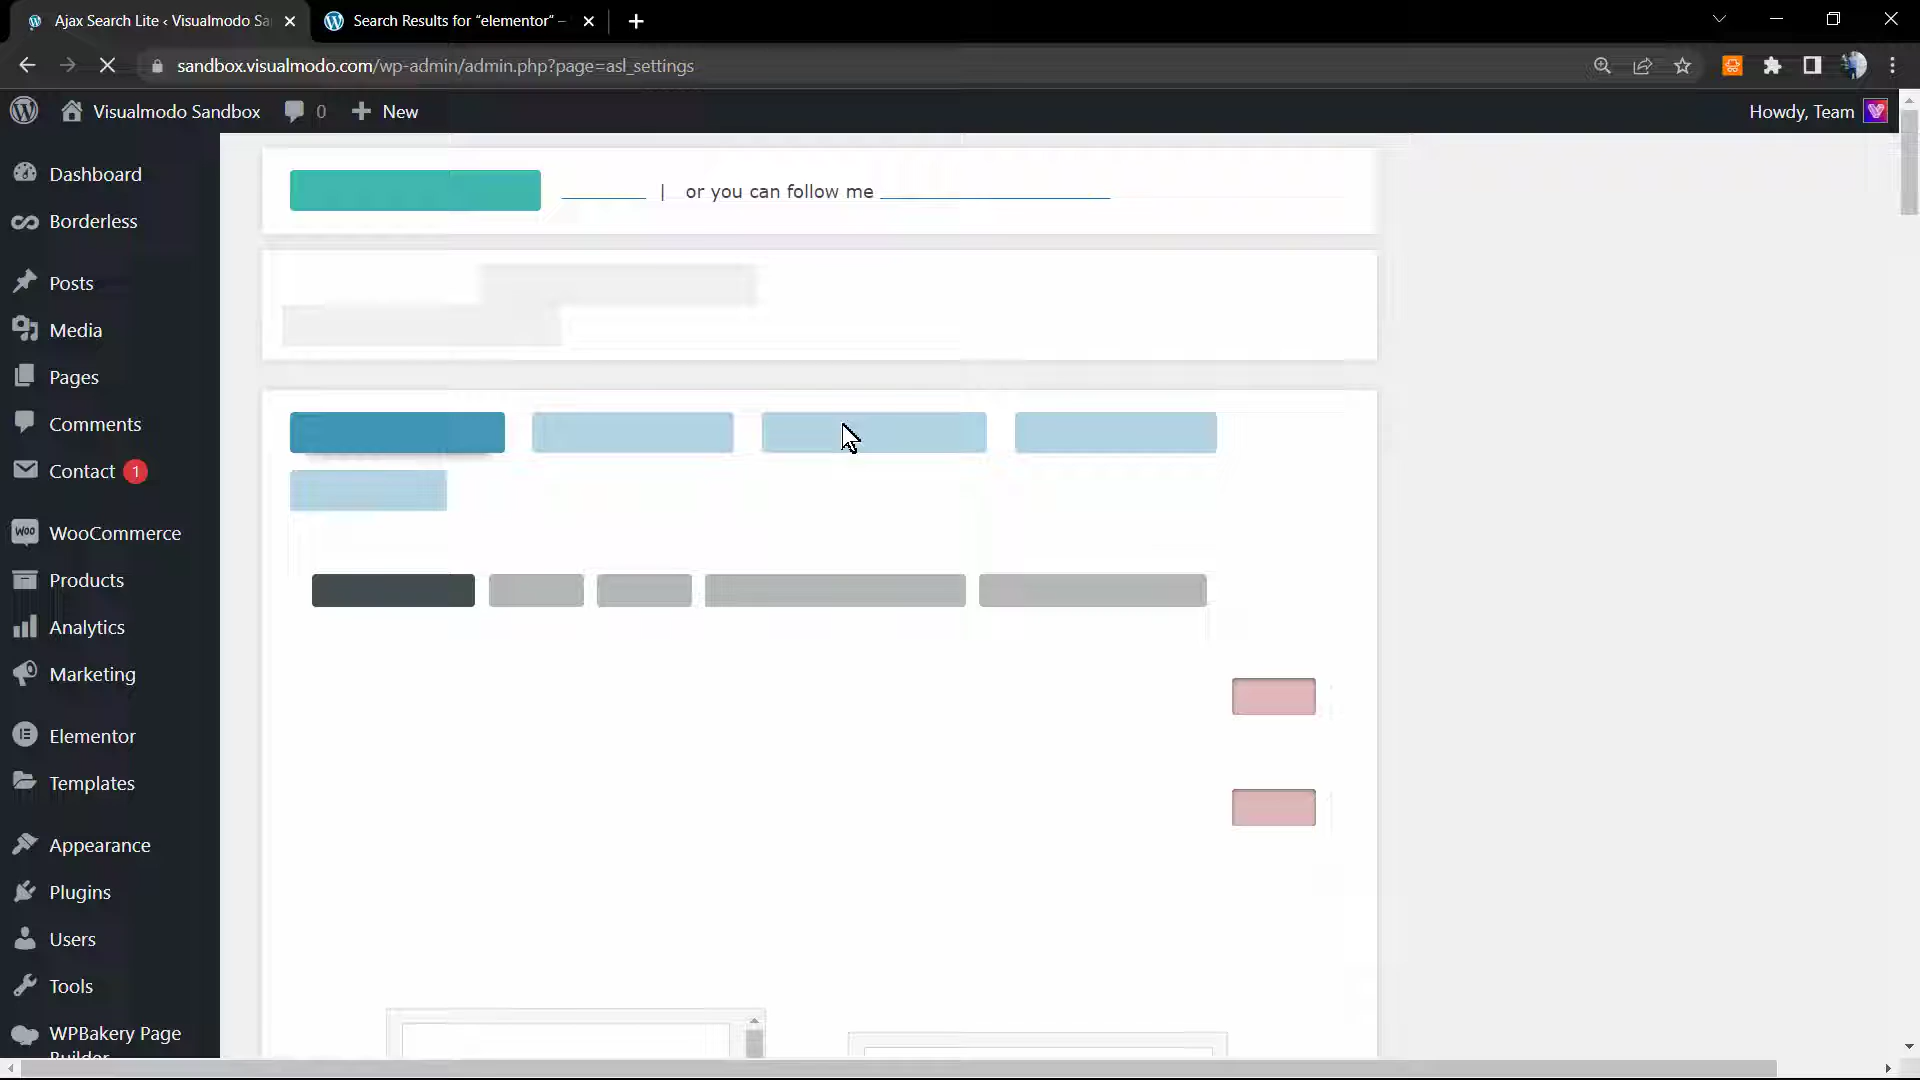 Ajax Search Lite ‹ Visualmodo Sa
Search Results for “elementor” –
sandbox.visualmodo.com/wp-admin/admin.php?page=asl_settings
Visualmodo Sandbox
0
New
Howdy, Team
Dashboard
Borderless
Posts
Media
Pages
Comments
Contact 1
WooCommerce
Products
Analytics
Marketing
Elementor
Templates
Appearance
Plugins
Users
Tools
WPBakery Page
Builder
| or you can follow me